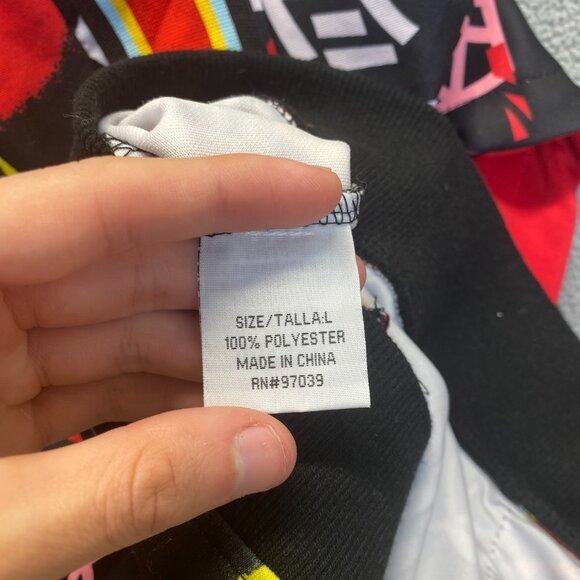 SIZE/TALLA:L
100% POLYESTER
MADE IN CHINA
RN#97039